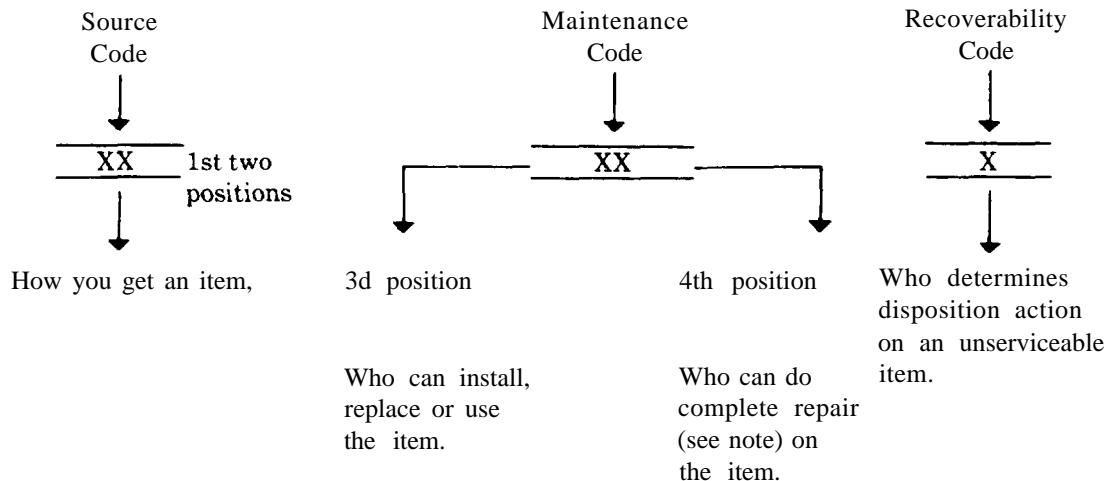 Source
Code
XX
1st two
positions
How you get an item,
Maintenance
Code
XX
3d position
Who can install,
replace or use
the item.
4th position
Who can do
complete repair
(see note) on
the item.
Recoverability
Code
X
Who determines
disposition action
on an unserviceable
item.